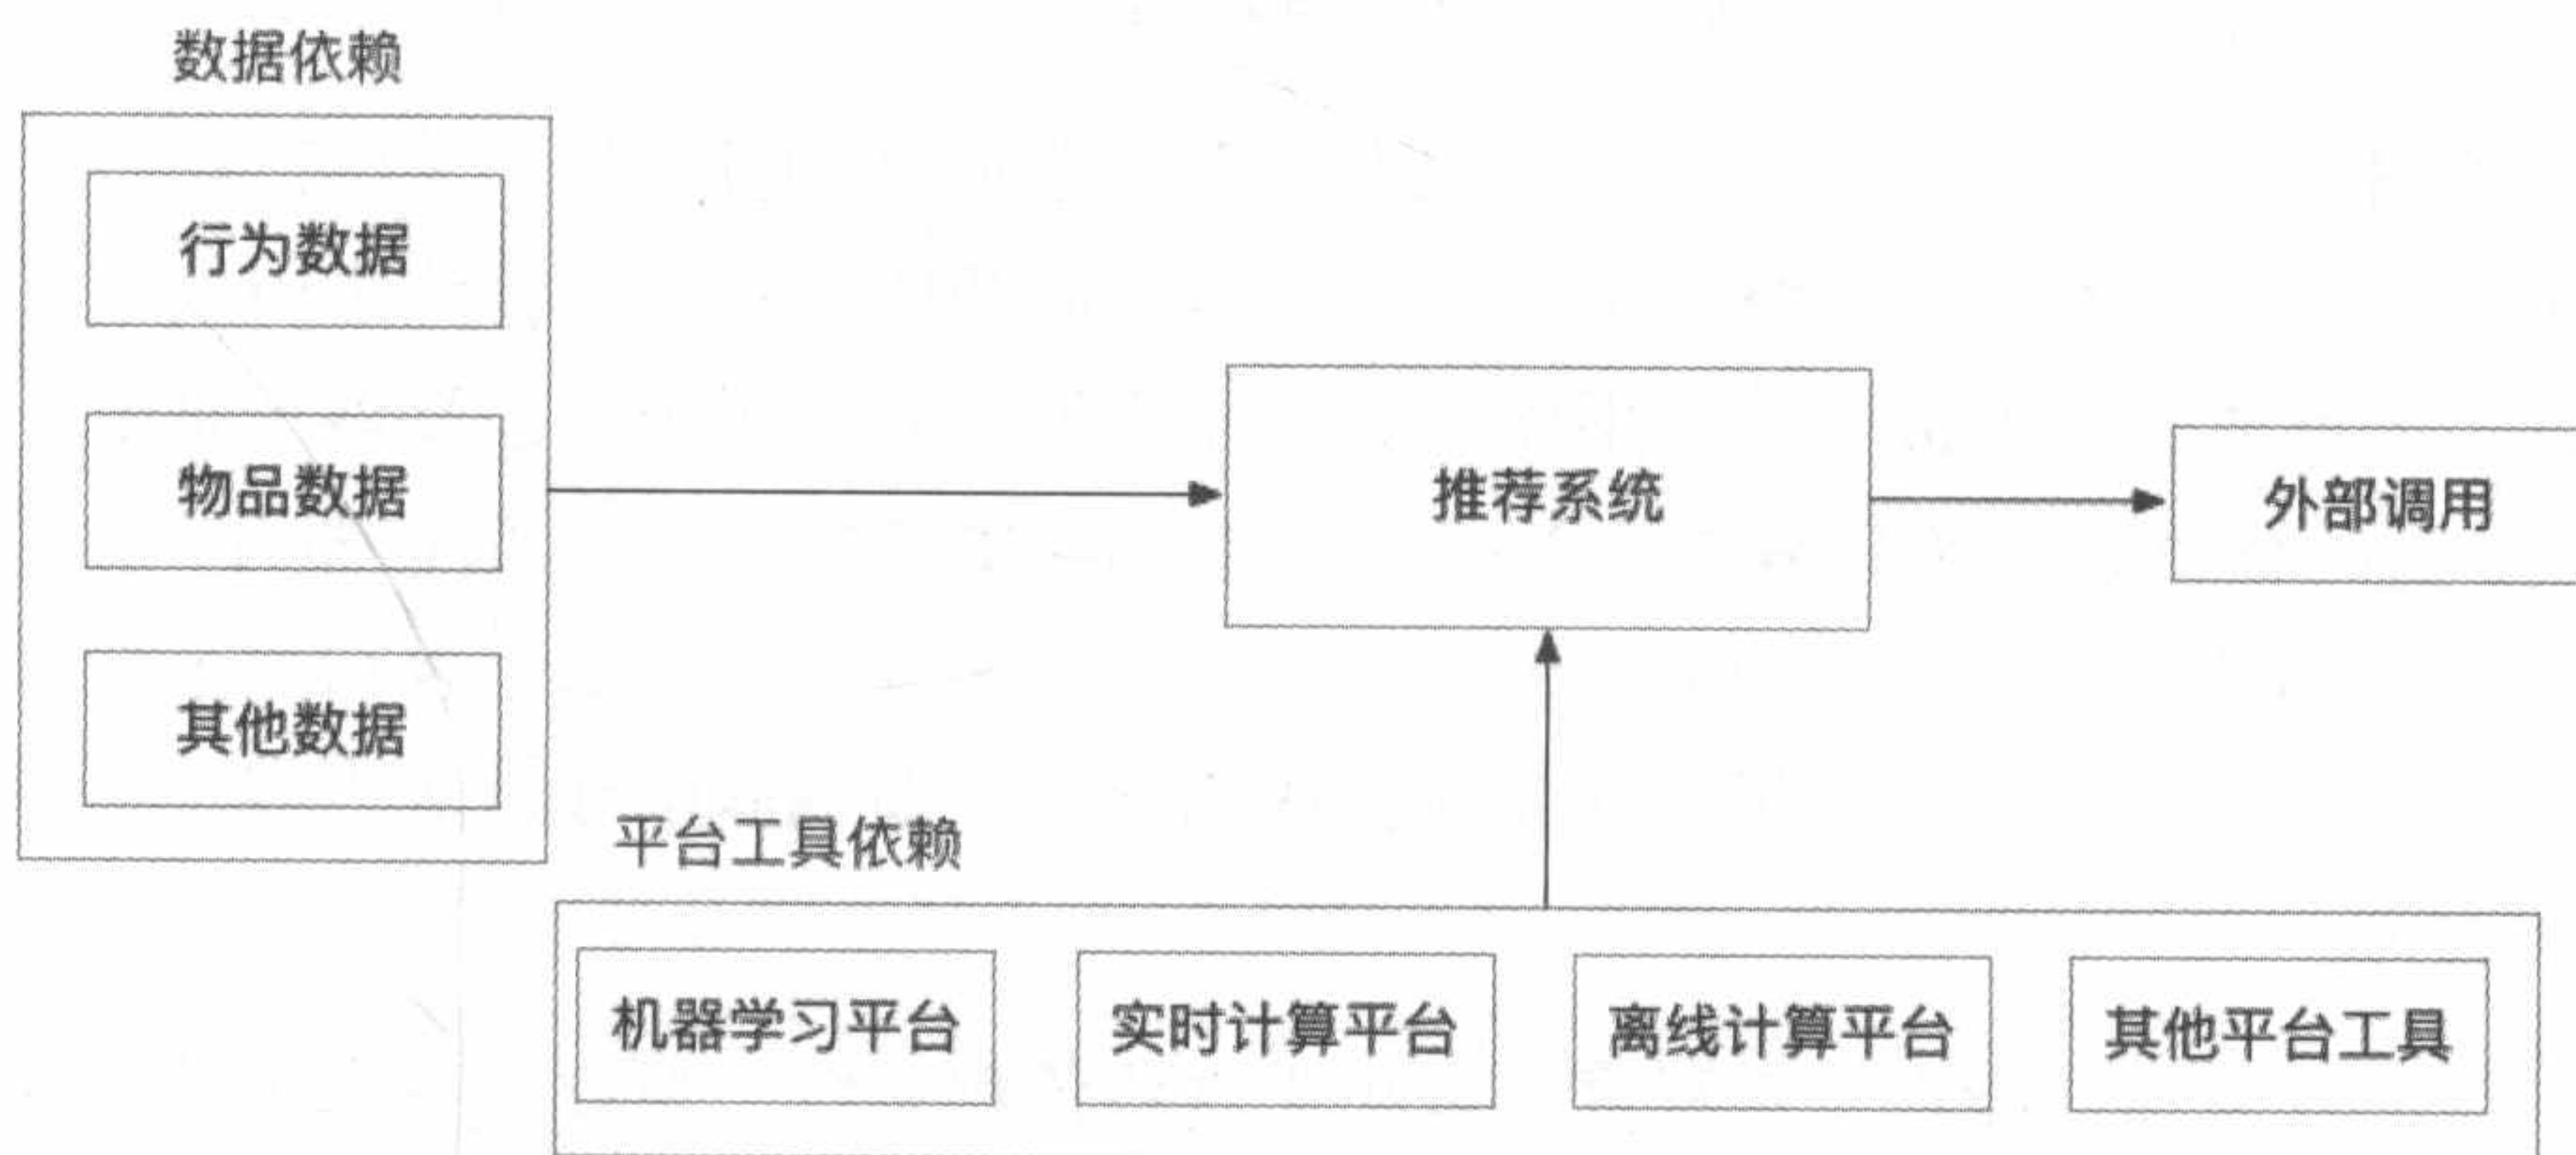 数据依赖
行为数据
物品数据
其他数据
推荐系统
外部调用
平台工具依赖
机器学习平台
实时计算平台
离线计算平台
其他平台工具